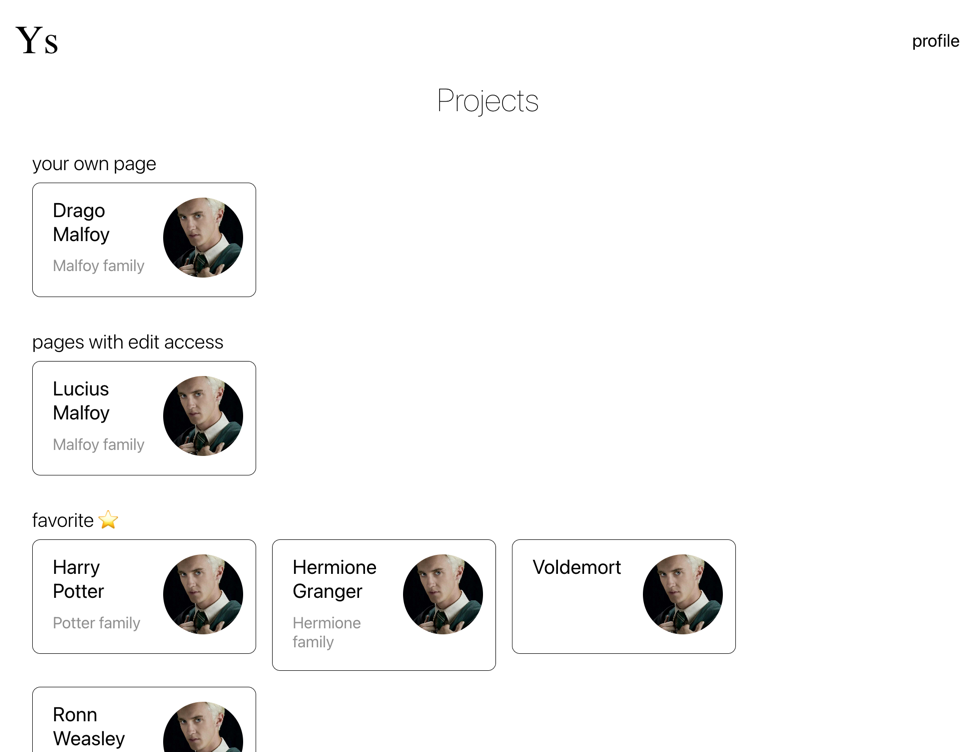 Ys
profile
Projects
your own page
Drago
Malfoy
Malfoy family
pages with edit access
Lucius
Malfoy
Malfoy family
favorite ⭐
Harry
Potter
Potter family
Hermione
Granger
Hermione
family
Voldemort
Ronn
Weasley